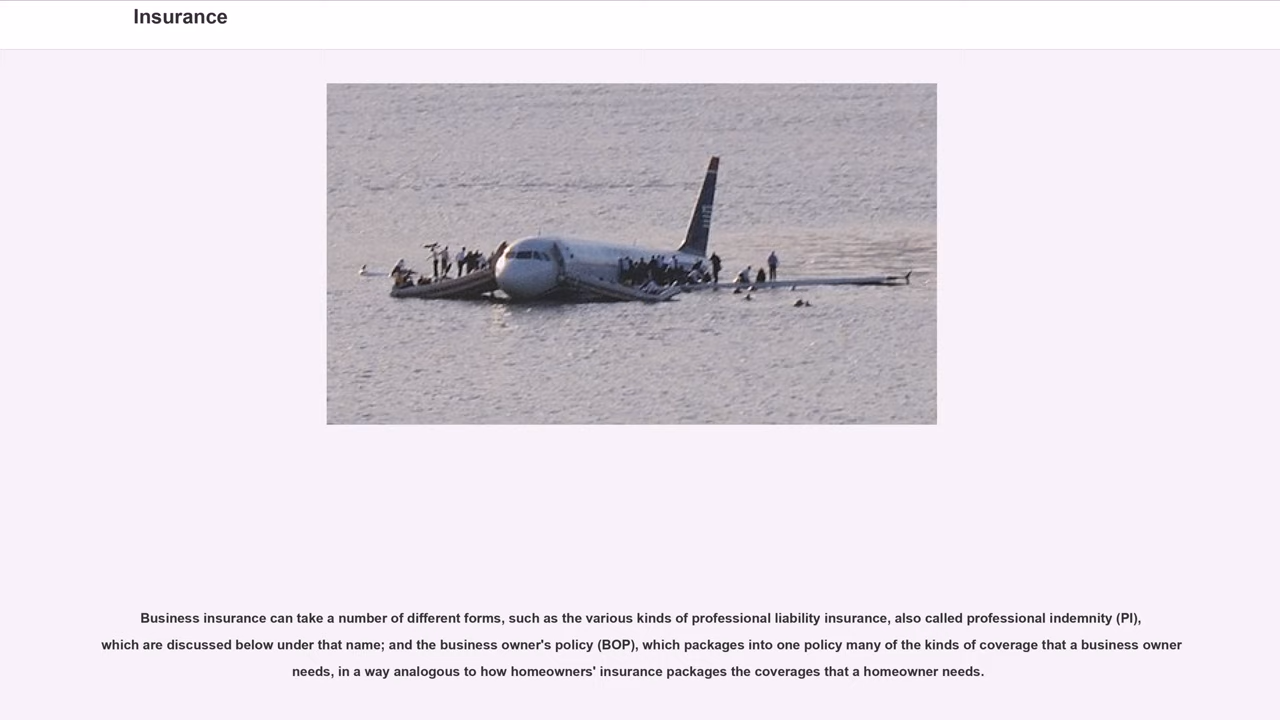 Insurance
Business insurance can take a number of different forms, such as the various kinds of professional liability insurance, also called professional indemnity (PI),
which are discussed below under that name; and the business owner's policy (BOP), which packages into one policy many of the kinds of coverage that a business owner
needs, in a way analogous to how homeowners' insurance packages the coverages that a homeowner needs.